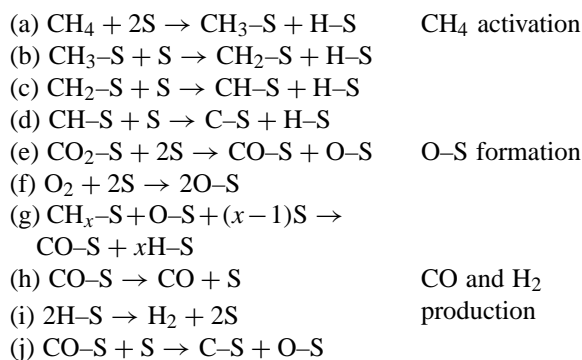 (a) CH₄ + 2S → CH₃–S + H–S CH₄ activation
(b) CH₃–S + S → CH₂–S + H–S
(c) CH₂–S + S → CH–S + H–S
(d) CH–S + S → C–S + H–S
(e) CO₂–S + 2S → CO–S + O–S O–S formation
(f) O₂ + 2S → 2O–S
(g) CHₓ–S + O–S + (x − 1)S →
CO–S + xH–S
(h) CO–S → CO + S CO and H₂
(i) 2H–S → H₂ + 2S production
(j) CO–S + S → C–S + O–S